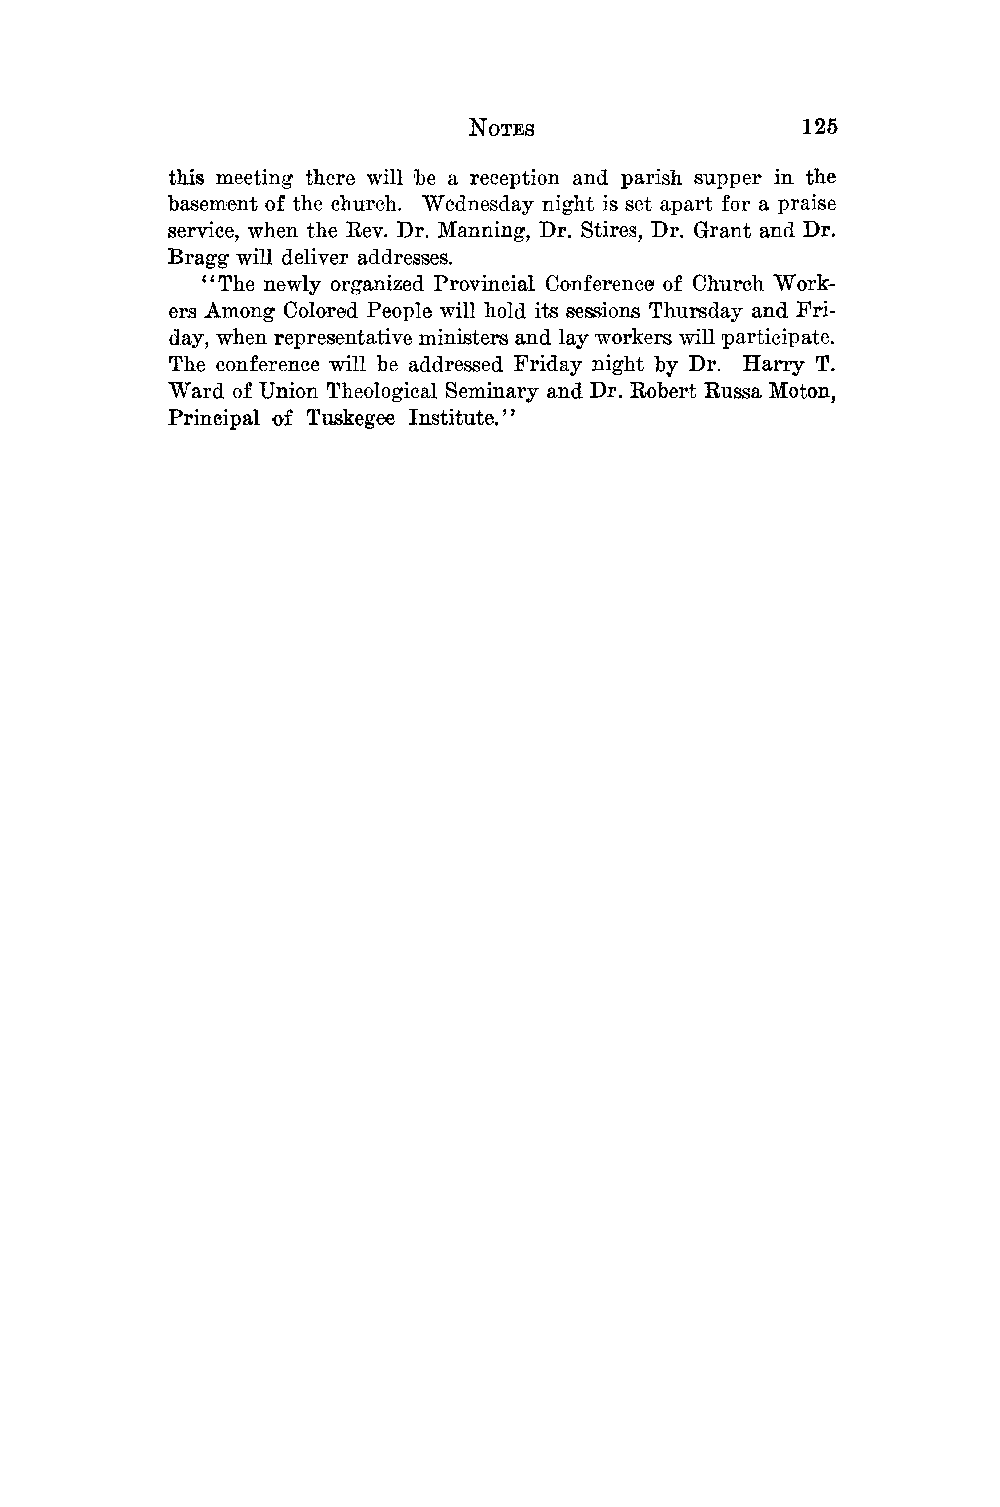 NOTES 125
this meeting there will be a reception and parish supper in the
basement of the church. Wednesday night is set apart for a praise
service, when the Rev. Dr. Manning, Dr. Stires, Dr. Grant and Dr.
Bragg will deliver addresses.
“The newly organized Provincial Conference of Church Work-
ers Among Colored People will hold its sessions Thursday and Fri-
day, when representative ministers and lay workers will participate.
The conference will be addressed Friday night by Dr. Harry T.
Ward of Union Theological Seminary and Dr. Robert Russa Moton,
Principal of Tuskegee Institute.”